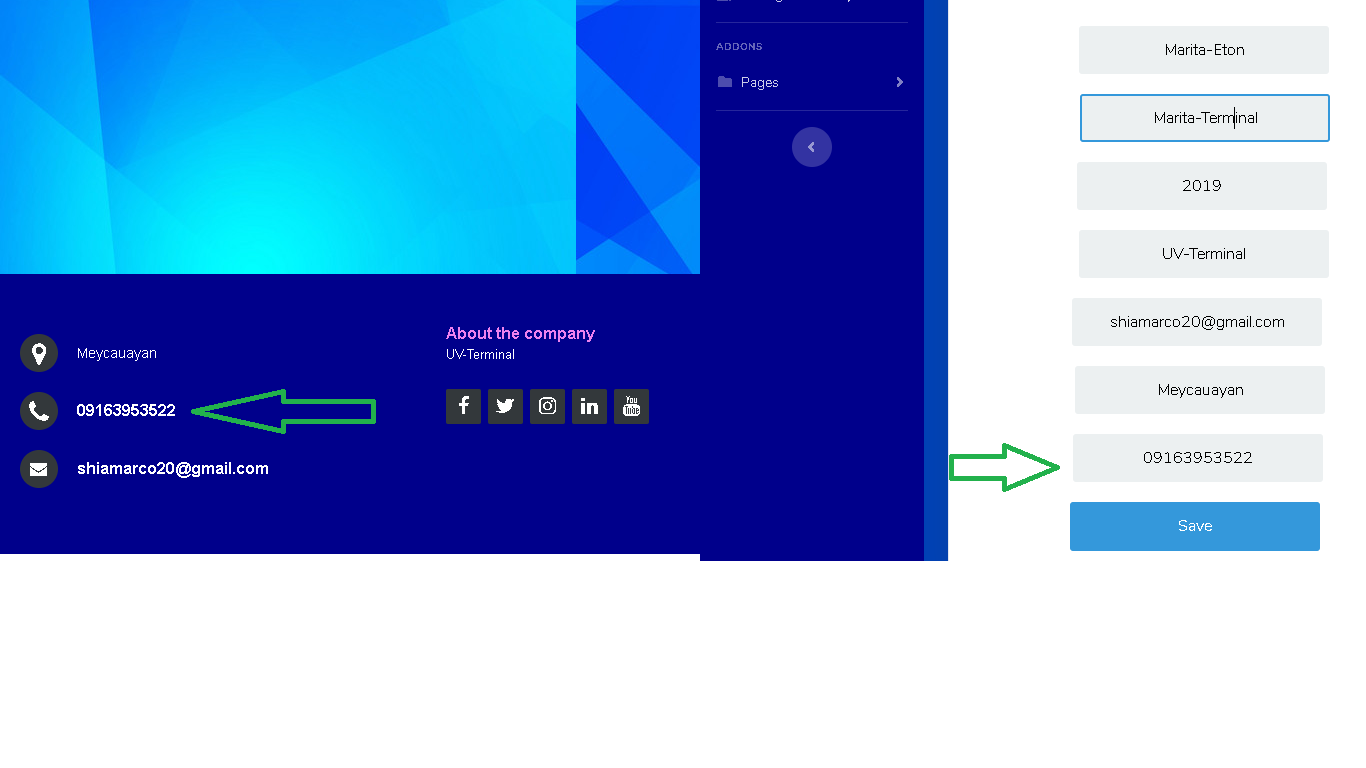 ADDONS
Pages
Marita-Eton
Marita-Terminal
2019
UV-Terminal
shiamarco20@gmail.com
Meycauayan
09163953522
Save
Meycauayan
09163953522
shiamarco20@gmail.com
About the company
UV-Terminal
You
Tube